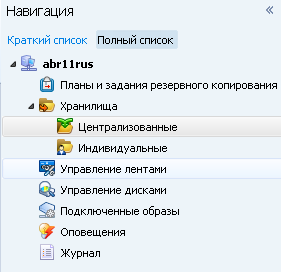 Навигация
Краткий список Полный список
abr11rus
Планы и задания резервного копирования
Хранилища
Централизованные
Индивидуальные
Управление лентами
Управление дисками
Подключенные образы
Оповещения
Журнал